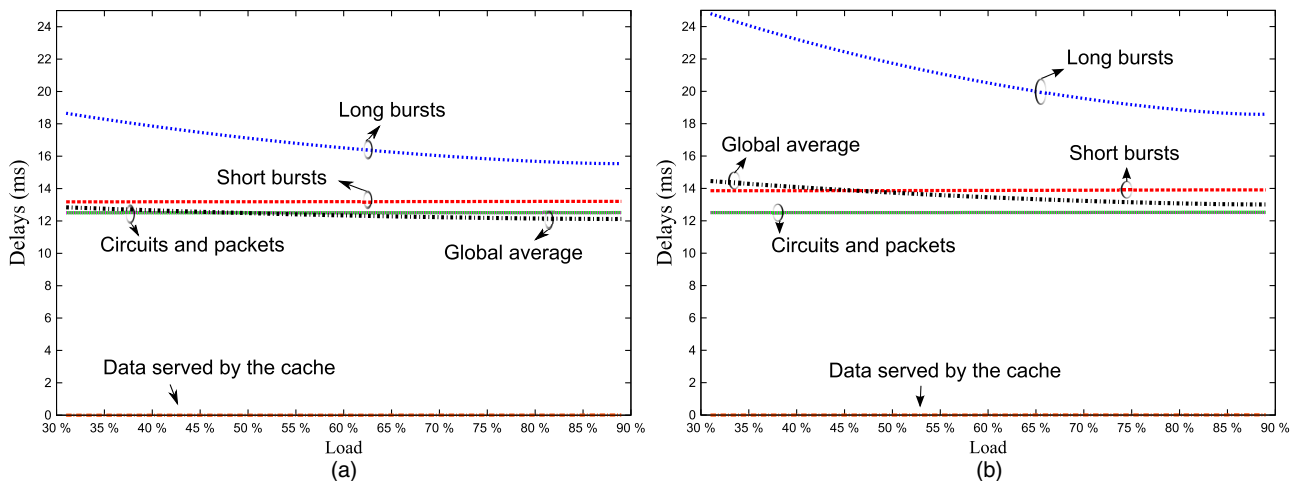 24
22
20
18
16
14
12
10
8
6
4
2
0
Delays (ms)
Long bursts
Short bursts
Circuits and packets
Global average
Data served by the cache
30 % 35 % 40 % 45 % 50 % 55 % 60 % 65 % 70 % 75 % 80 % 85 % 90 %
Load
(a)
24
22
20
18
16
14
12
10
8
6
4
2
0
Delays (ms)
Long bursts
Global average
Short bursts
Circuits and packets
Data served by the cache
30 % 35 % 40 % 45 % 50 % 55 % 60 % 65 % 70 % 75 % 80 % 85 % 90 %
Load
(b)